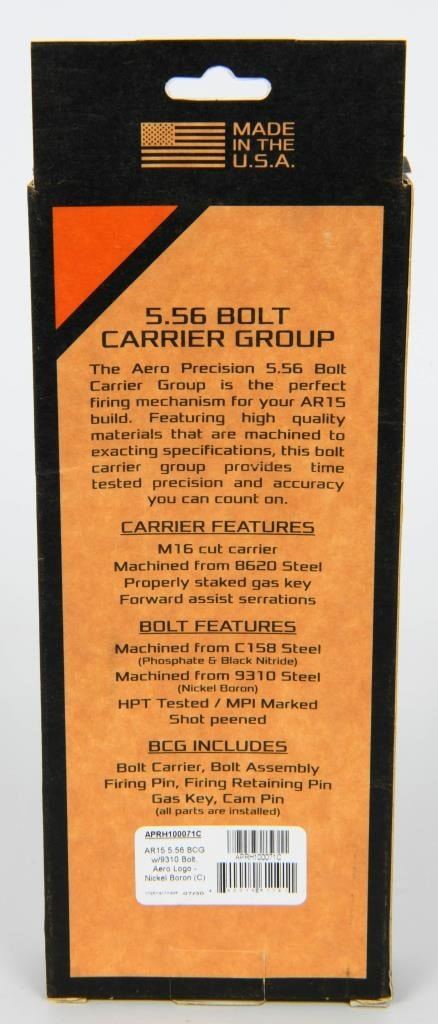 MADE
IN THE
U.S.A.
5.56 BOLT
CARRIER GROUP
The Aero Precision 5.56 Bolt
Carrier Group is the perfect
firing mechanism for your AR15
build. Featuring high quality
materials that are machined to
exacting specifications, this bolt
carrier group provides time
tested precision and accuracy
you can count on.
CARRIER FEATURES
M16 cut carrier
Machined from 8620 Steel
Properly staked gas key
Forward assist serrations
BOLT FEATURES
Machined from C158 Steel
(Phosphate & Black Nitride)
Machined from 9310 Steel
(Nickel Boron)
HPT Tested / MPI Marked
Shot peened
BCG INCLUDES
Bolt Carrier, Bolt Assembly
Firing Pin, Firing Retaining Pin
Gas Key, Cam Pin
(all parts are installed)
APRH100071C
AR15 5.56 BCG
w/9310 Bolt,
Aero Logo -
Nickel Boron (C)
APRH100071C